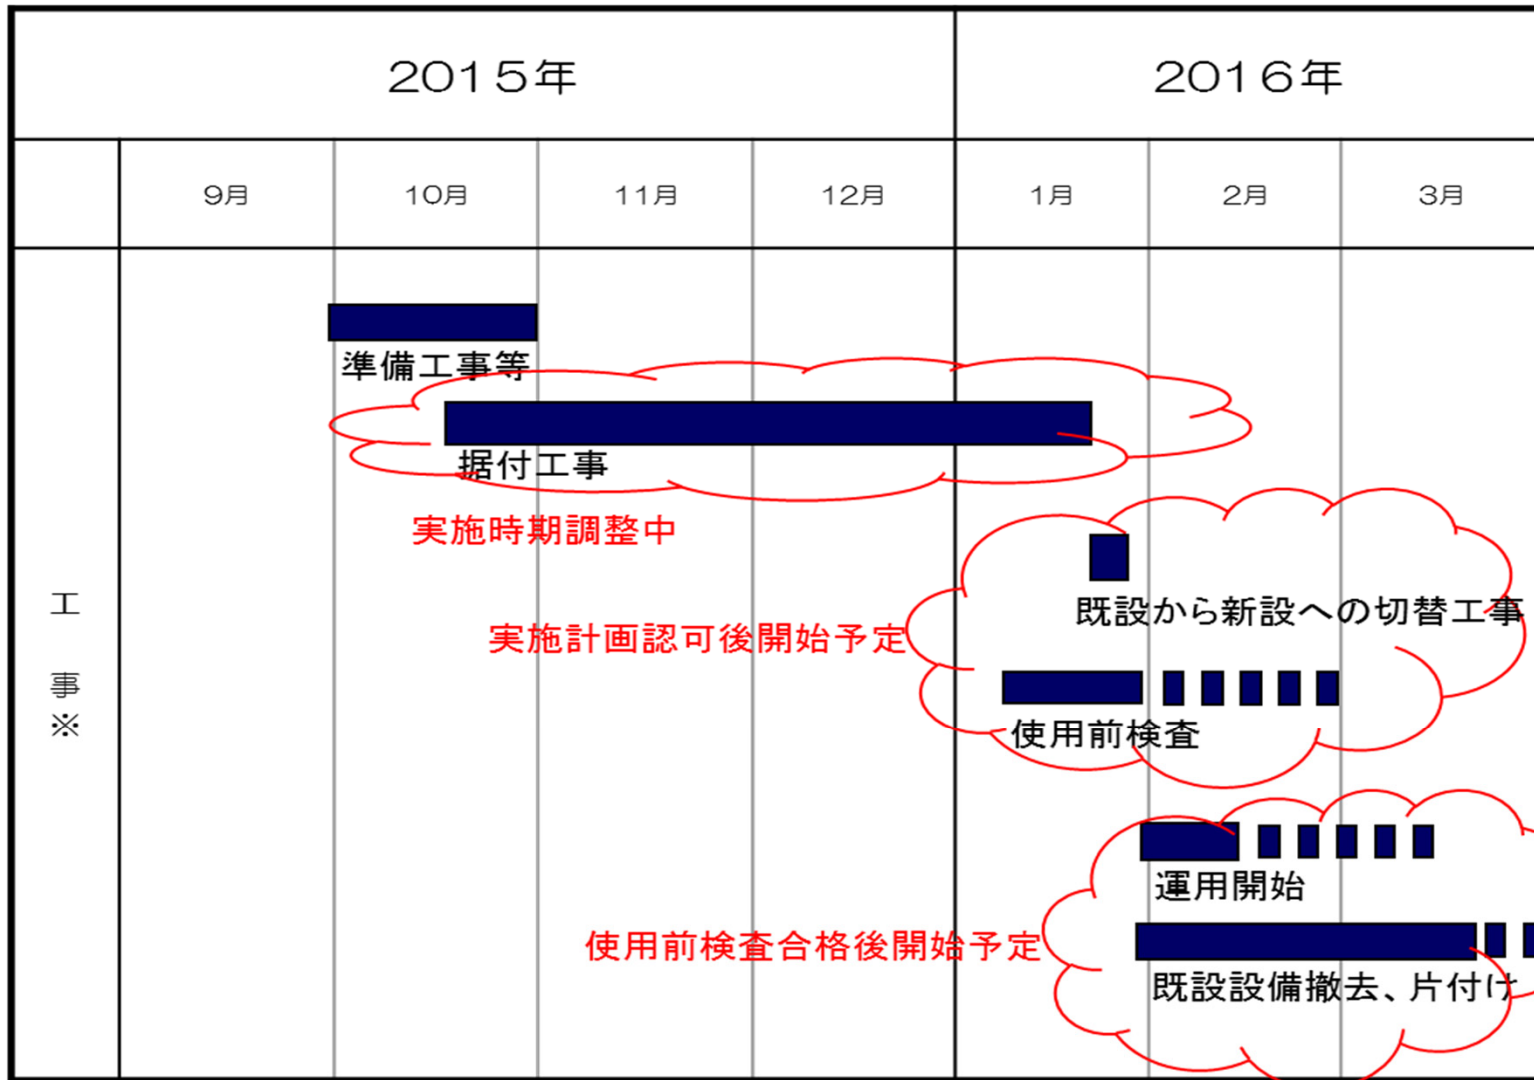 2015年
2016年
9月
10月
11月
12月
1月
2月
3月
準備工事等
据付工事
実施時期調整中
既設から新設への切替工事
工事※
実施計画認可後開始予定
使用前検査
運用開始
使用前検査合格後開始予定
既設設備撤去、片付け